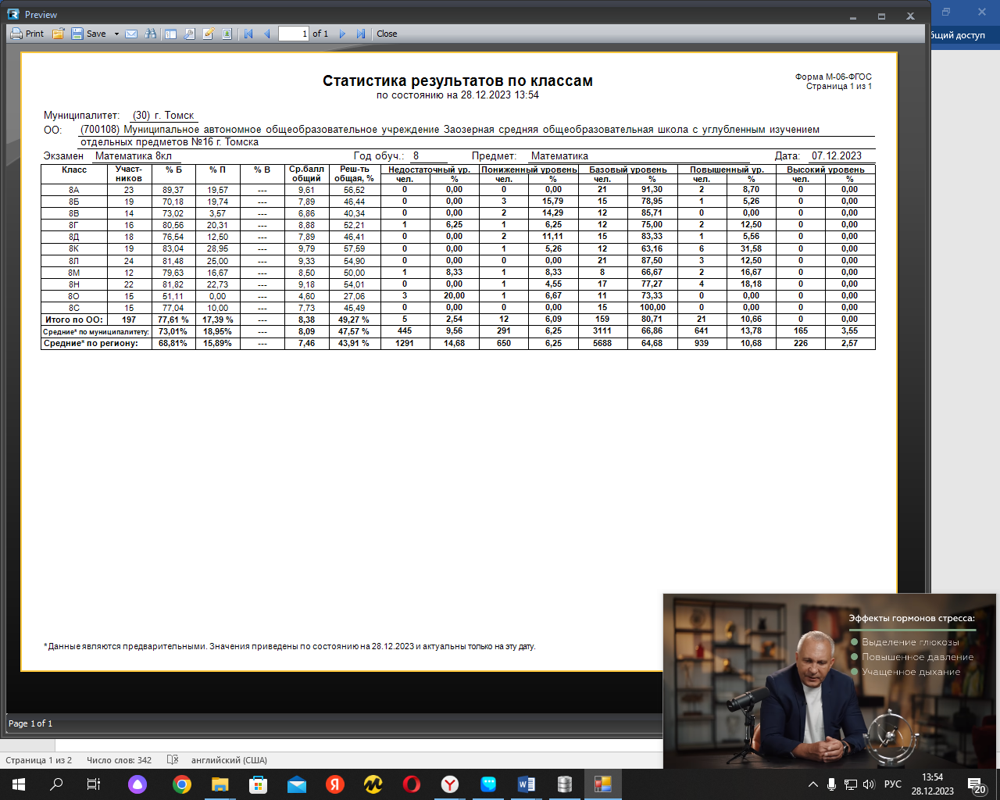 Preview
Print Save 1 of 1 Close
бщий доступ
Статистика результатов по классам
по состоянию на 28.12.2023 13:54
Форма М-06-ФГОС
Страница 1 из 1
Муниципалитет: (30) г. Томск
ОО: (700108) Муниципальное автономное общеобразовательное учреждение Заозерная средняя общеобразовательная школа с углубленным изучением
отдельных предметов №16 г. Томска
Экзамен Математика 8кл Год обуч.: 8 Предмет: Математика Дата: 07.12.2023
Класс Участ- % Б % П % В Ср.балл Реш-ть Недостаточный ур. Пониженный уровень Базовый уровень Повышенный ур. Высокий уровень
ников общий общая, % чел. % чел. % чел. % чел. % чел. %
8А 23 89,37 19,57 --- 9,61 56,52 0 0,00 0 0,00 21 91,30 2 8,70 0 0,00
8Б 19 70,18 19,74 --- 7,89 46,44 0 0,00 3 15,79 15 78,95 1 5,26 0 0,00
8В 14 73,02 3,57 --- 6,86 40,34 0 0,00 2 14,29 12 85,71 0 0,00 0 0,00
8Г 16 80,56 20,31 --- 8,88 52,21 1 6,25 1 6,25 12 75,00 2 12,50 0 0,00
8Д 18 76,54 12,50 --- 7,89 46,41 0 0,00 2 11,11 15 83,33 1 5,56 0 0,00
8К 19 83,04 28,95 --- 9,79 57,59 0 0,00 1 5,26 12 63,16 6 31,58 0 0,00
8Л 24 81,48 25,00 --- 9,33 54,90 0 0,00 0 0,00 21 87,50 3 12,50 0 0,00
8М 12 79,63 16,67 --- 8,50 50,00 1 8,33 1 8,33 8 66,67 2 16,67 0 0,00
8Н 22 81,82 22,73 --- 9,18 54,01 0 0,00 1 4,55 17 77,27 4 18,18 0 0,00
8О 15 51,11 0,00 --- 4,60 27,06 3 20,00 1 6,67 11 73,33 0 0,00 0 0,00
8С 15 77,04 10,00 --- 7,73 45,49 0 0,00 0 0,00 15 100,00 0 0,00 0 0,00
Итого по ОО: 197 77,61 % 17,39 % --- 8,38 49,27 % 5 2,54 12 6,09 159 80,71 21 10,66 0 0,00
Средние* по муниципалитету: 73,01% 18,95% --- 8,09 47,57 % 445 9,56 291 6,25 3111 66,86 641 13,78 165 3,55
Средние* по региону: 68,81% 15,89% --- 7,46 43,91 % 1291 14,68 650 6,25 5688 64,68 939 10,68 226 2,57
*Данные являются предварительными. Значения приведены по состоянию на 28.12.2023 и актуальны только на эту дату.
Эффекты гормонов стресса:
Выделение глюкозы
Повышенное давление
Учащенное дыхание
Page 1 of 1
Страница 1 из 2 Число слов: 342 английский (США)
РУС 13:54
28.12.2023 20